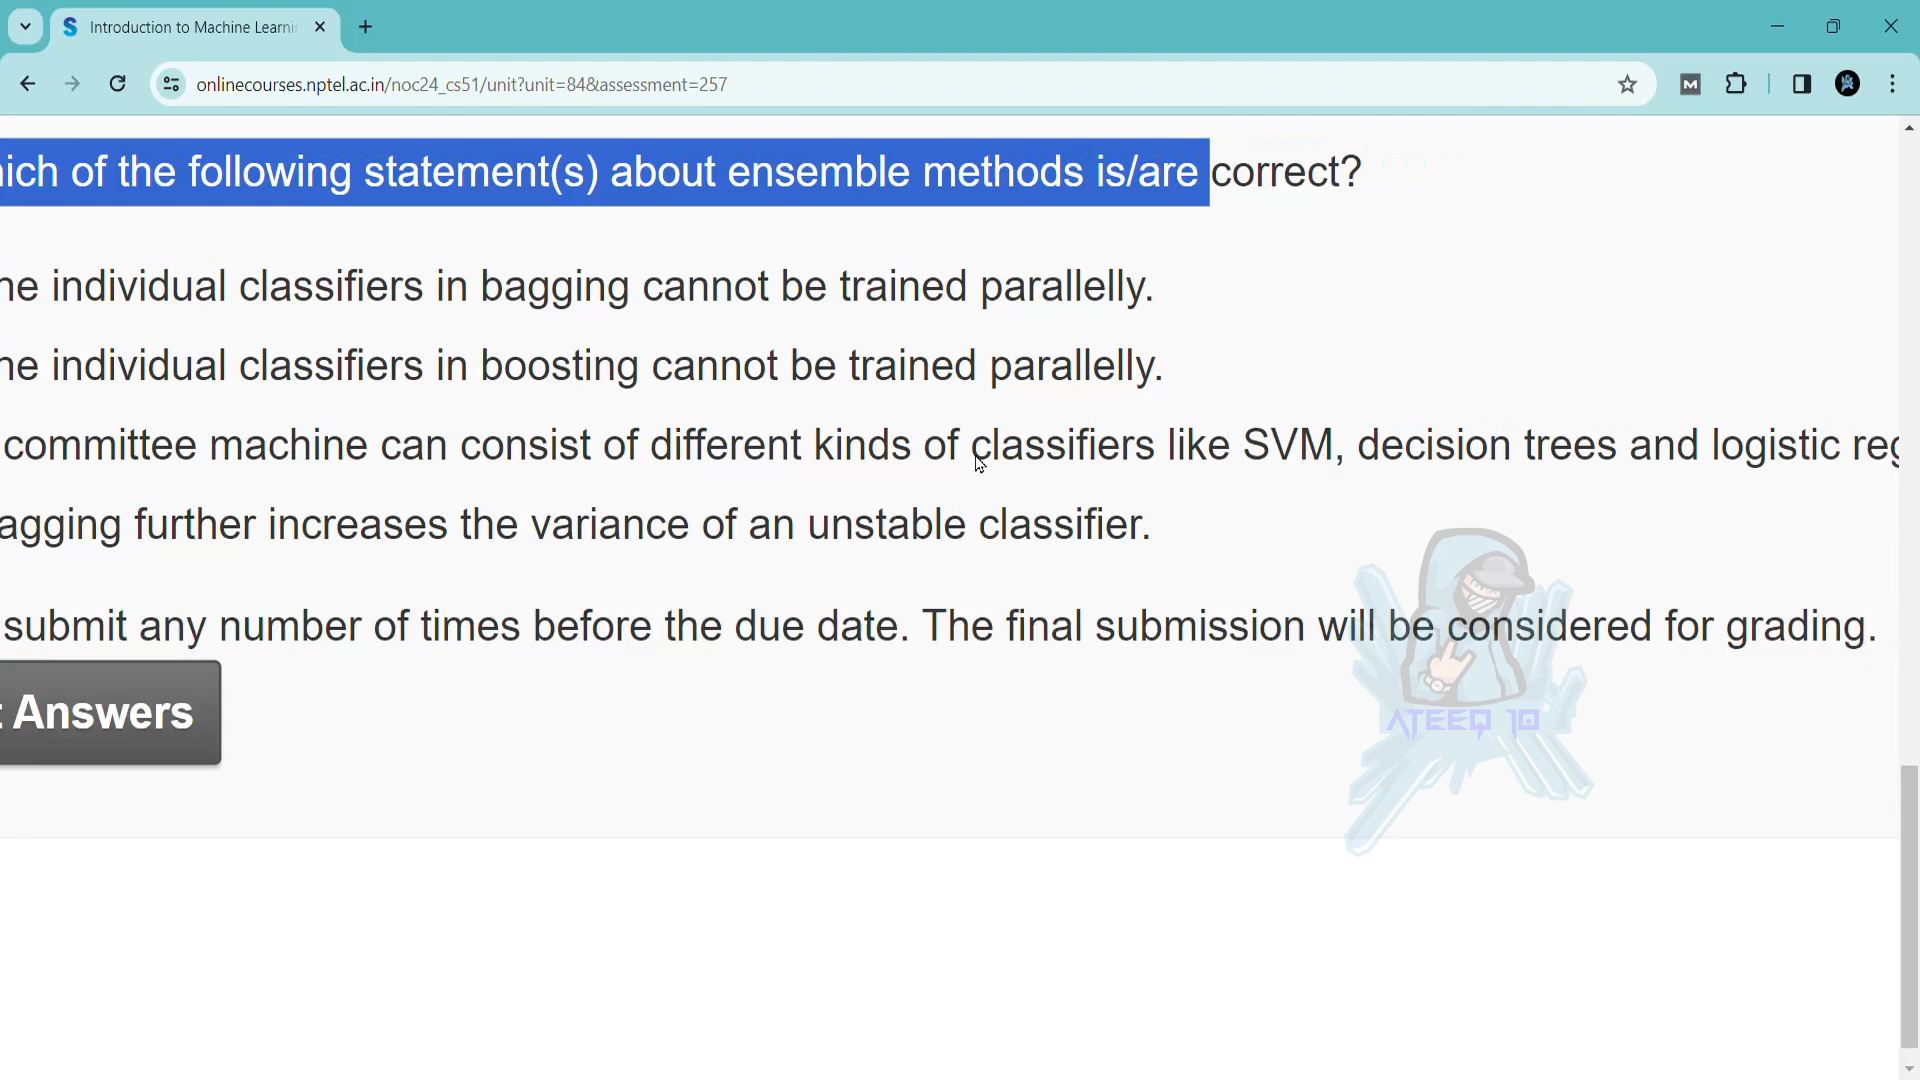 Introduction to Machine Learni
onlinecourses.nptel.ac.in/noc24_cs51/unit?unit=84&assessment=257
ich of the following statement(s) about ensemble methods is/are correct?
he individual classifiers in bagging cannot be trained parallelly.
he individual classifiers in boosting cannot be trained parallelly.
committee machine can consist of different kinds of classifiers like SVM, decision trees and logistic reg
agging further increases the variance of an unstable classifier.
submit any number of times before the due date. The final submission will be considered for grading.
t Answers
ATEEQ 10